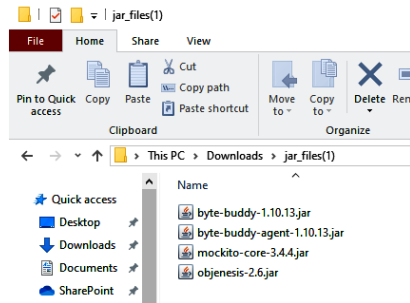 jar_files(1)
File Home Share View
Pin to Quick access
Copy
Paste
Cut
Copy path
Paste shortcut
Move to
Copy to
Delete
Clipboard
Organize
This PC > Downloads > jar_files(1)
Quick access
Desktop
Downloads
Documents
SharePoint
Name
byte-buddy-1.10.13.jar
byte-buddy-agent-1.10.13.jar
mockito-core-3.4.4.jar
objenesis-2.6.jar